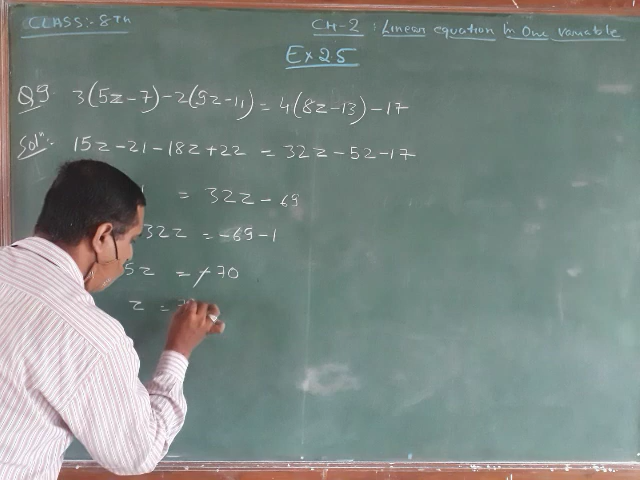 CLASS:- 8Th
CH-2 : Linear equation In One variable
Ex 2.5
Q9. 3(5z-7)-2(9z-11) = 4(8z-13)-17
Solⁿ:- 15z-21-18z+22 = 32z-52-17
1 = 32z-69
32z = -69-1
5z = -70
z =